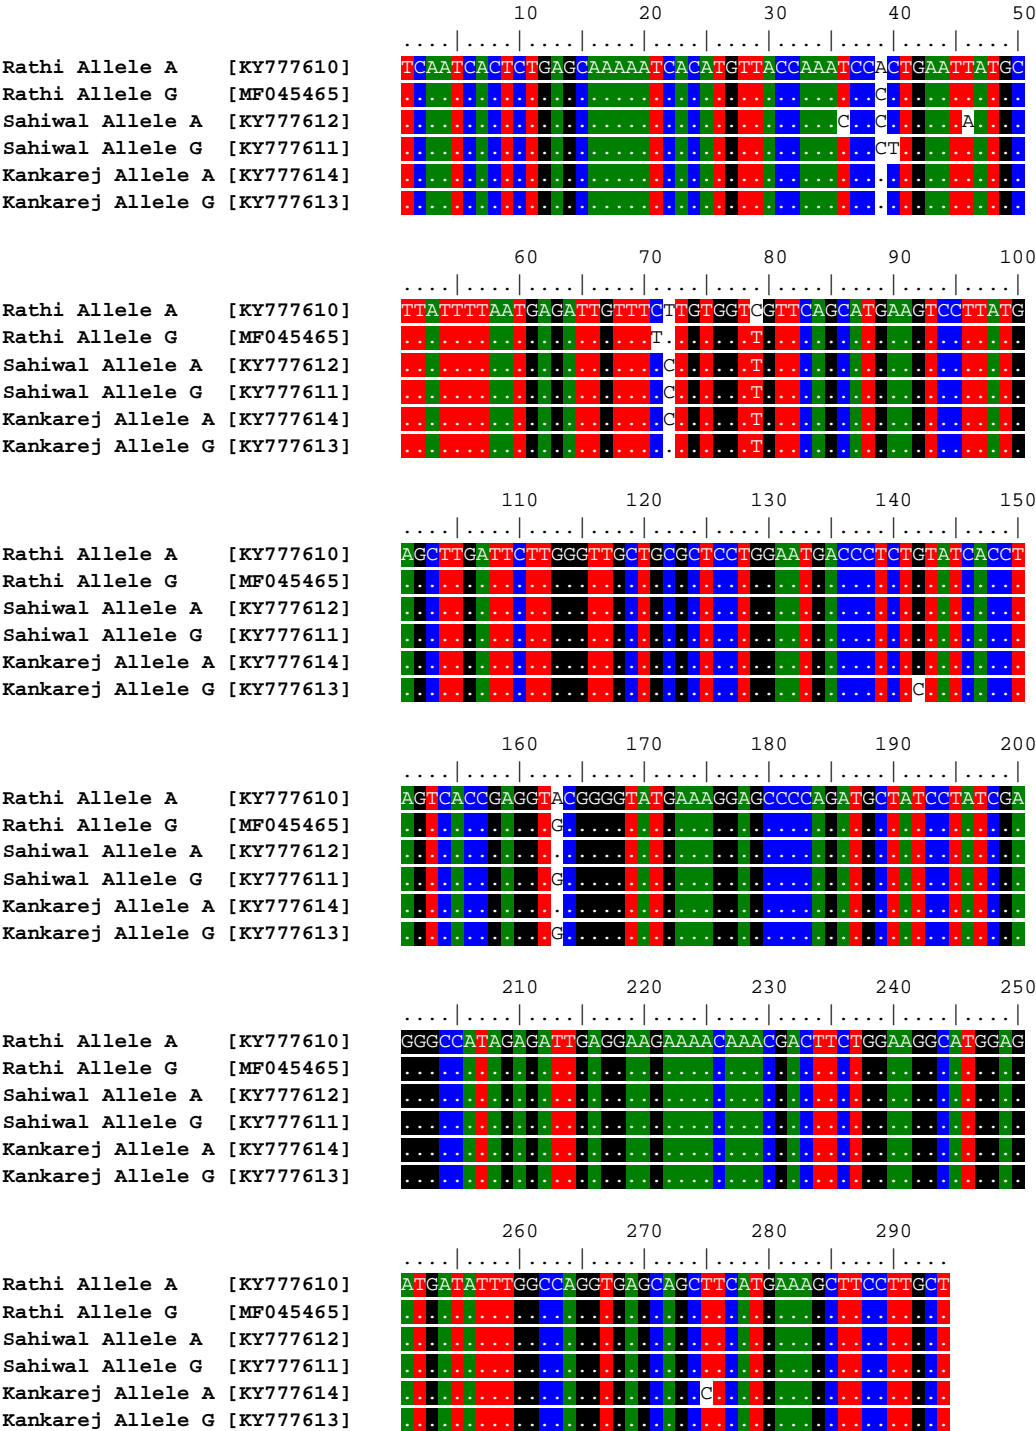 10 20 30 40 50
....|....|....|....|....|....|....|....|....|....|
Rathi Allele A [KY777610] TCAATCACTCTGAGCAAAAATCACATGTTACCAAATCCACTGAATTATGC
Rathi Allele G [MF045465] ......................................C...........
Sahiwal Allele A [KY777612] ...................................C..C......A....
Sahiwal Allele G [KY777611] ......................................CT..........
Kankarej Allele A [KY777614] ..................................................
Kankarej Allele G [KY777613] ..................................................
60 70 80 90 100
....|....|....|....|....|....|....|....|....|....|
Rathi Allele A [KY777610] TTATTTTAATGAGATTGTTTCTTGTGGTCGTTCAGCATGAAGTCCTTATG
Rathi Allele G [MF045465] ....................T.......T.....................
Sahiwal Allele A [KY777612] .....................C......T.....................
Sahiwal Allele G [KY777611] .....................C......T.....................
Kankarej Allele A [KY777614] .....................C......T.....................
Kankarej Allele G [KY777613] ............................T.....................
110 120 130 140 150
....|....|....|....|....|....|....|....|....|....|
Rathi Allele A [KY777610] AGCTTGATTCTTGGGTTGCTGCGCTCCTGGAATGACCCTCTGTATCACCT
Rathi Allele G [MF045465] ..................................................
Sahiwal Allele A [KY777612] ..................................................
Sahiwal Allele G [KY777611] ..................................................
Kankarej Allele A [KY777614] ..................................................
Kankarej Allele G [KY777613] .........................................C........
160 170 180 190 200
....|....|....|....|....|....|....|....|....|....|
Rathi Allele A [KY777610] AGTCACCGAGGTACGGGGTATGAAAGGAGCCCCAGATGCTATCCTATCGA
Rathi Allele G [MF045465] ............G.....................................
Sahiwal Allele A [KY777612] ..................................................
Sahiwal Allele G [KY777611] ............G.....................................
Kankarej Allele A [KY777614] ..................................................
Kankarej Allele G [KY777613] ............G.....................................
210 220 230 240 250
....|....|....|....|....|....|....|....|....|....|
Rathi Allele A [KY777610] GGGCCATAGAGATTGAGGAAGAAAACAAACGACTTCTGGAAGGCATGGAG
Rathi Allele G [MF045465] ..................................................
Sahiwal Allele A [KY777612] ..................................................
Sahiwal Allele G [KY777611] ..................................................
Kankarej Allele A [KY777614] ..................................................
Kankarej Allele G [KY777613] ..................................................
260 270 280 290
....|....|....|....|....|....|....|....|....
Rathi Allele A [KY777610] ATGATATTTGGCCAGGTGAGCAGCTTCATGAAAGCTTCCTTGCT
Rathi Allele G [MF045465] ............................................
Sahiwal Allele A [KY777612] ............................................
Sahiwal Allele G [KY777611] ............................................
Kankarej Allele A [KY777614] ........................C...................
Kankarej Allele G [KY777613] ............................................